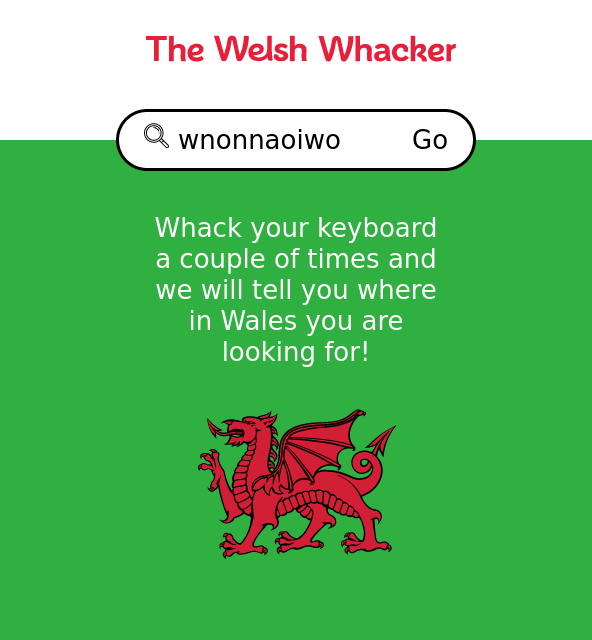 The Welsh Whacker
wnonnaoiwo Go
Whack your keyboard
a couple of times and
we will tell you where
in Wales you are
looking for!